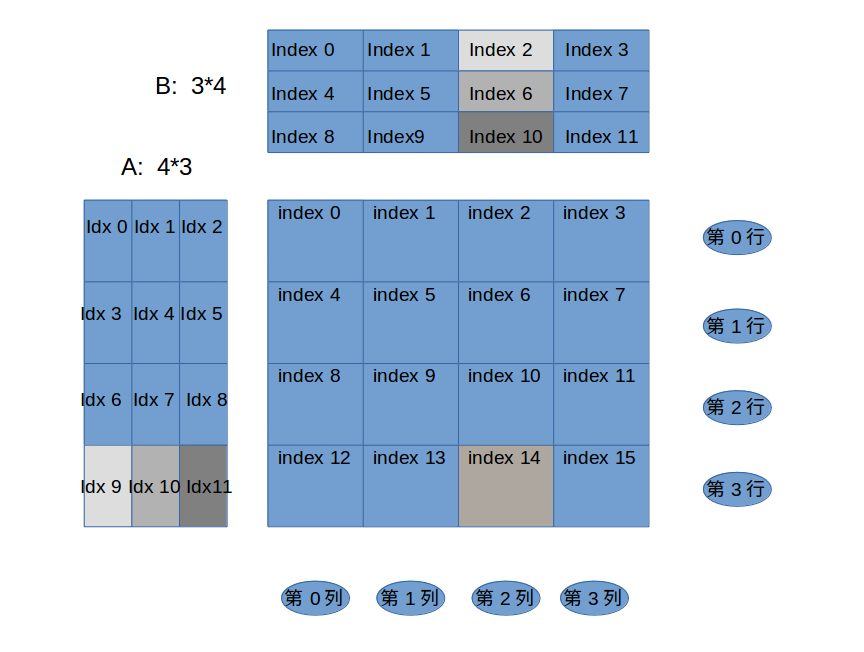 Index 0 Index 1 Index 2 Index 3
B: 3*4
Index 4 Index 5 Index 6 Index 7
Index 8 Index9 Index 10 Index 11
A: 4*3
Idx 0 Idx 1 Idx 2
index 0 index 1 index 2 index 3
第 0 行
Idx 3 Idx 4 Idx 5
index 4 index 5 index 6 index 7
第 1 行
Idx 6 Idx 7 Idx 8
index 8 index 9 index 10 index 11
第 2 行
Idx 9 Idx 10 Idx11
index 12 index 13 index 14 index 15
第 3 行
第 0 列 第 1 列 第 2 列 第 3 列